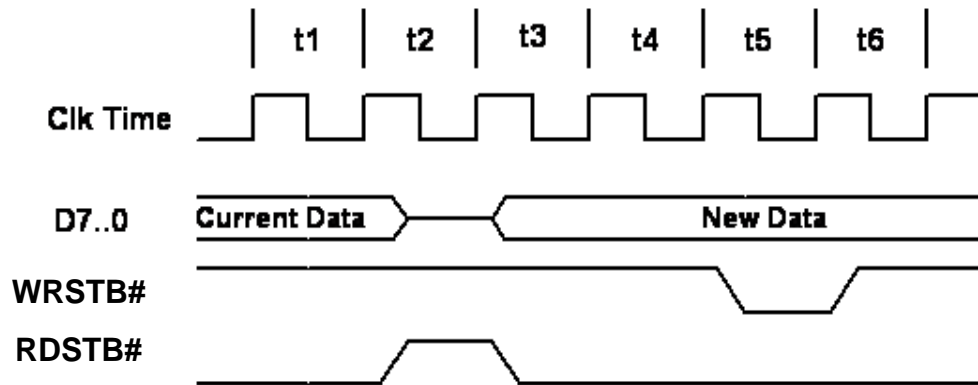 t1 t2 t3 t4 t5 t6
Clk Time
D7..0 Current Data New Data
WRSTB#
RDSTB#